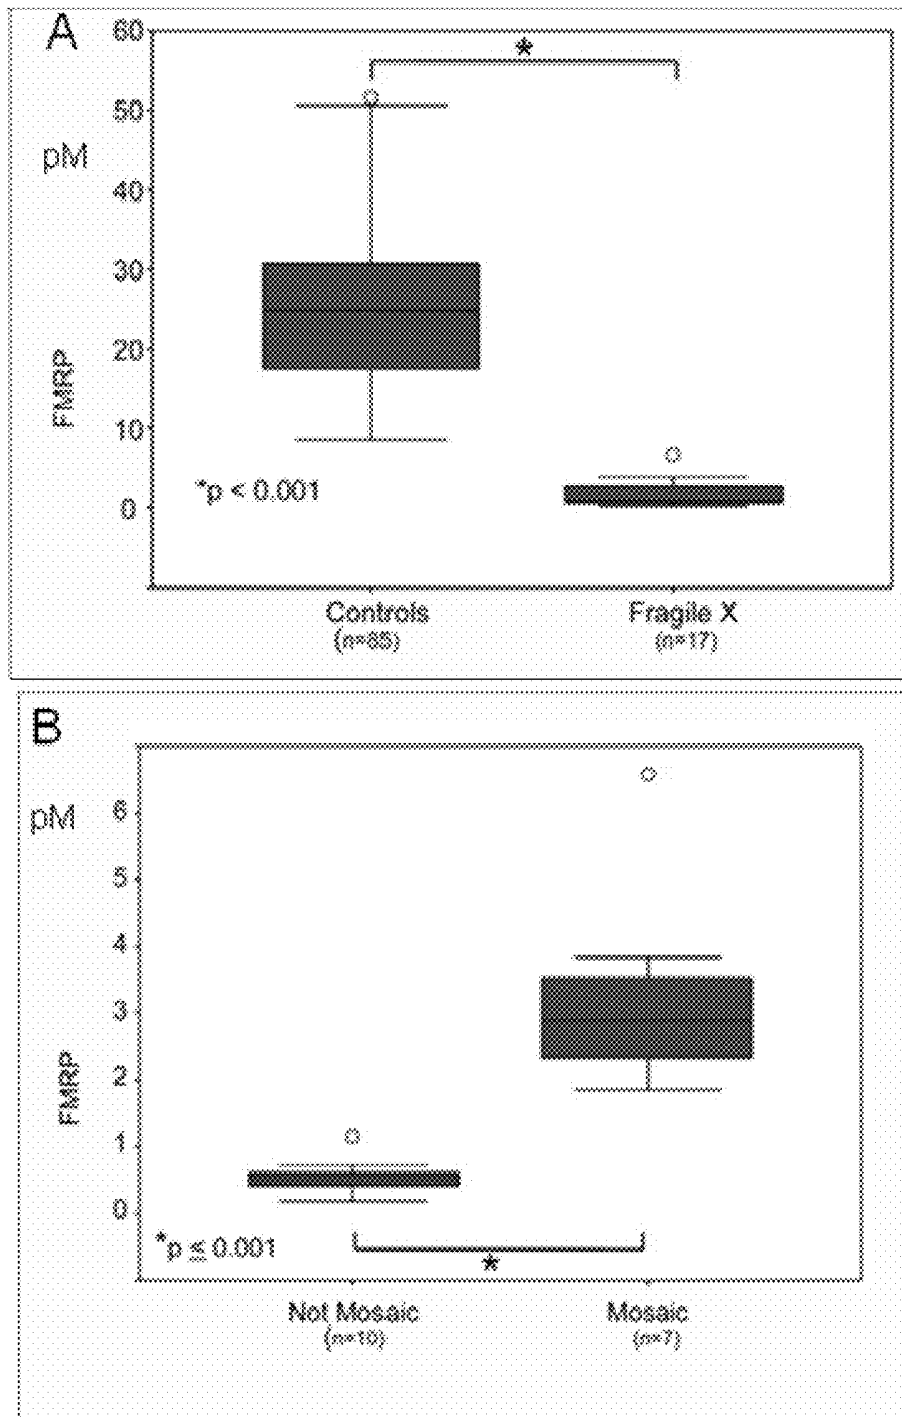 A
60
*
50
pM
40
30
20
FMRP
10
*p < 0.001
0
Controls
Fragile X
(n=85)
(n=17)
B
6
pM
5
4
3
2
FMRP
1
0
*p ≤ 0.001
*
Not Mosaic
Mosaic
(n=10)
(n=7)